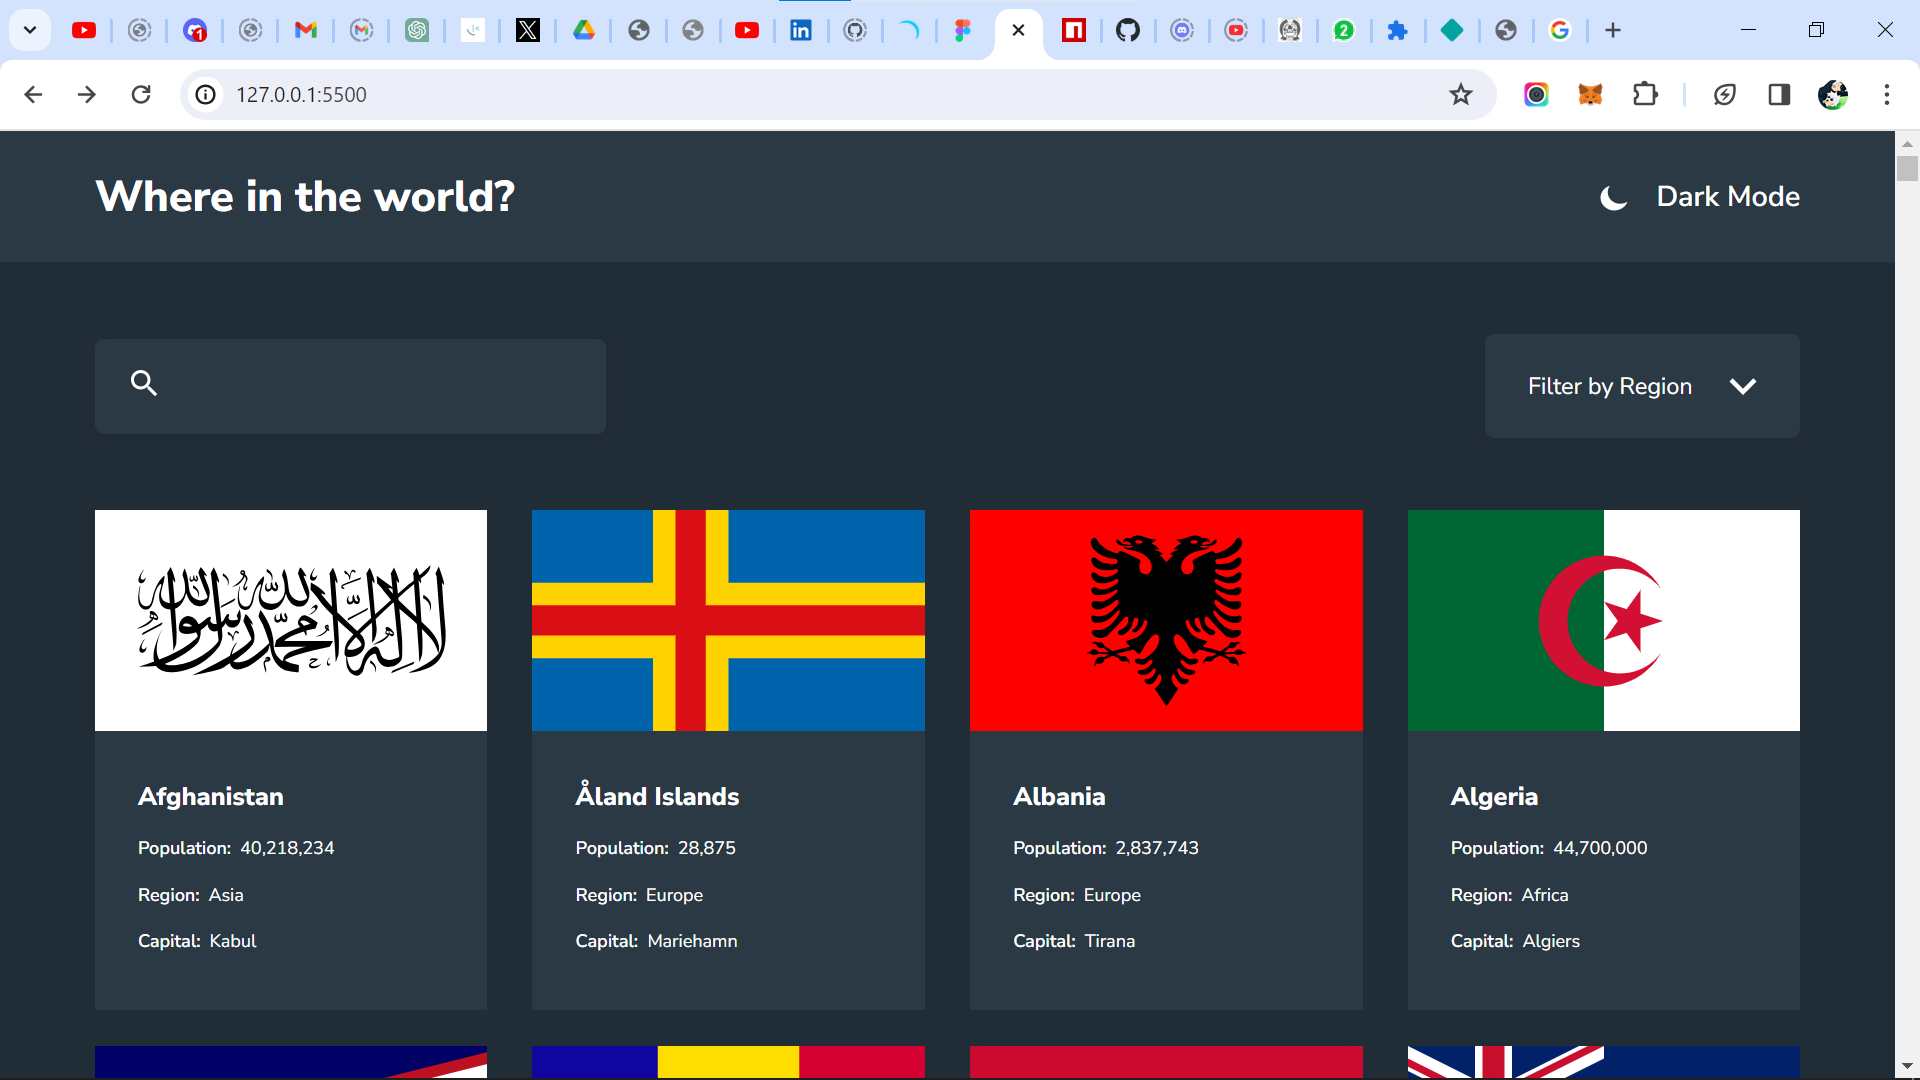 1
2
127.0.0.1:5500
Where in the world?
Dark Mode
Filter by Region
لا إله إلا الله محمد رسول الله
Afghanistan
Population: 40,218,234
Region: Asia
Capital: Kabul
Åland Islands
Population: 28,875
Region: Europe
Capital: Mariehamn
Albania
Population: 2,837,743
Region: Europe
Capital: Tirana
Algeria
Population: 44,700,000
Region: Africa
Capital: Algiers